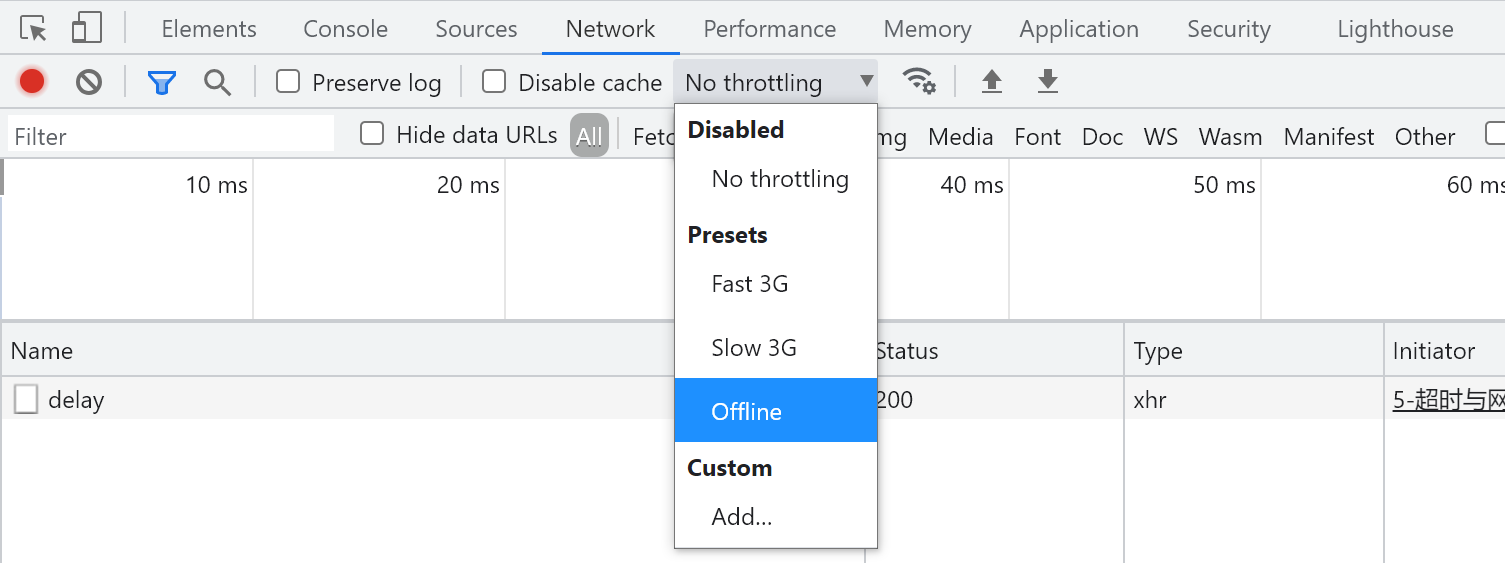 Elements Console Sources Network Performance Memory Application Security Lighthouse
Preserve log Disable cache No throttling
Filter Hide data URLs All Media Font Doc WS Wasm Manifest Other
Disabled
10 ms 20 ms No throttling 40 ms 50 ms 60
Presets
Fast 3G
Name Slow 3G Status Type Initiator
delay Offline 200 xhr 5-超时与网
Custom
Add...